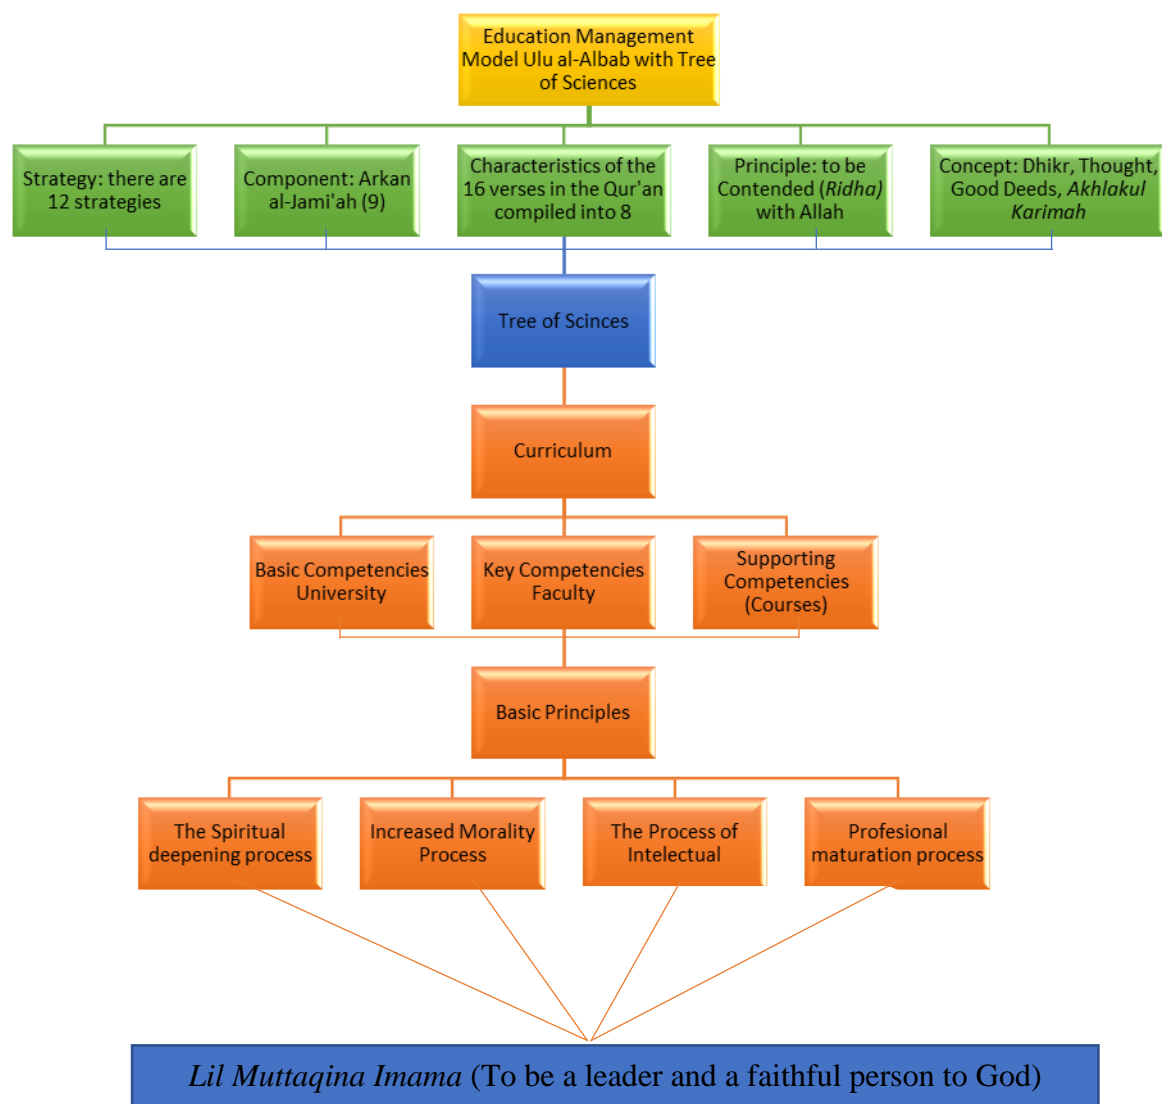 Education Management
Model Ulu al-Albab with Tree
of Sciences
Strategy: there are
12 strategies
Component: Arkan
al-Jami'ah (9)
Characteristics of the
16 verses in the Qur'an
compiled into 8
Principle: to be
Contended (Ridha)
with Allah
Concept: Dhikr, Thought,
Good Deeds, Akhlakul
Karimah
Tree of Scinces
Curriculum
Basic Competencies
University
Key Competencies
Faculty
Supporting
Competencies
(Courses)
Basic Principles
The Spiritual
deepening process
Increased Morality
Process
The Process of
Intelectual
Profesional
maturation process
Lil Muttaqina Imama (To be a leader and a faithful person to God)